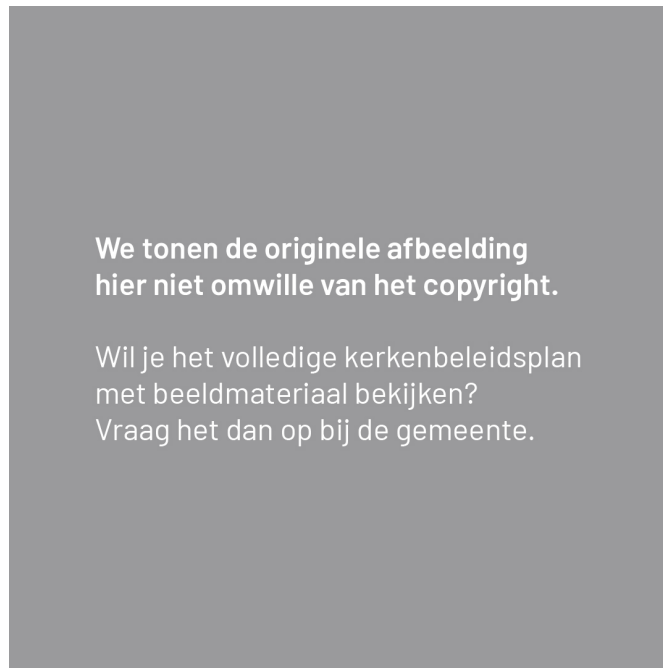 We tonen de originele afbeelding
hier niet omwille van het copyright.
Wil je het volledige kerkenbeleidsplan
met beeldmateriaal bekijken?
Vraag het dan op bij de gemeente.